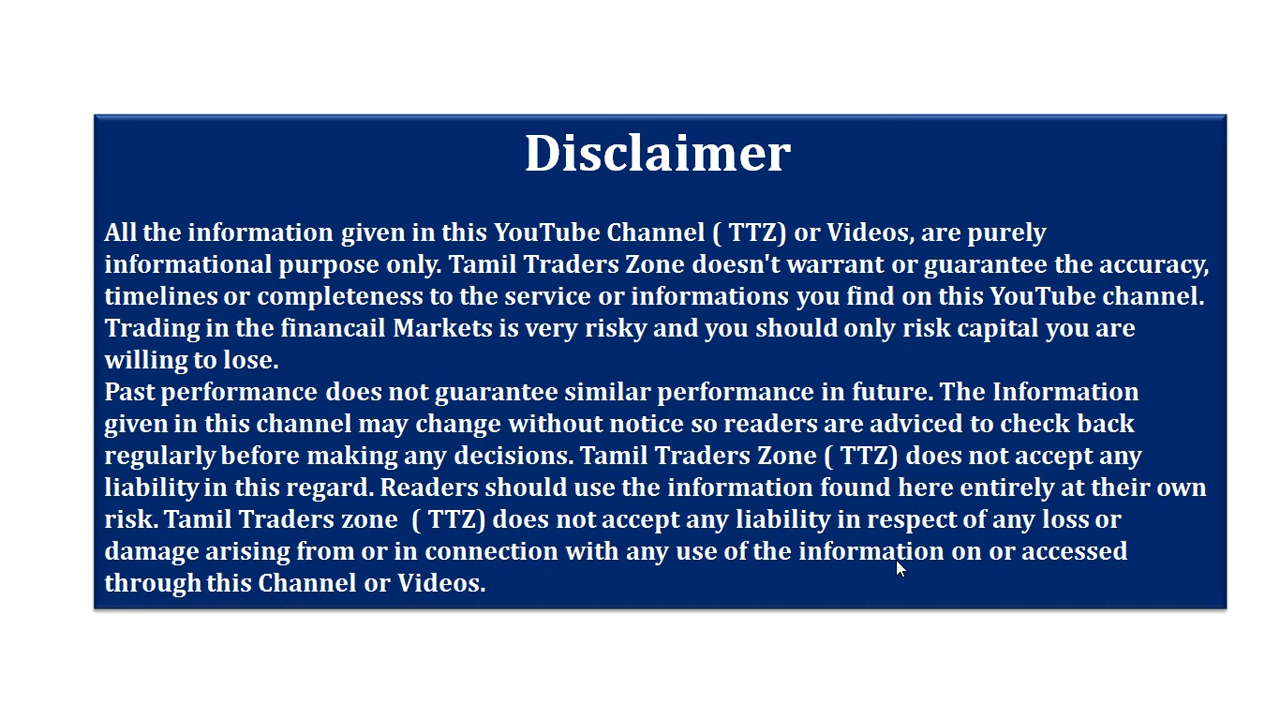 Disclaimer
All the information given in this YouTube Channel ( TTZ) or Videos, are purely
informational purpose only. Tamil Traders Zone doesn't warrant or guarantee the accuracy,
timelines or completeness to the service or informations you find on this YouTube channel.
Trading in the financail Markets is very risky and you should only risk capital you are
willing to lose.
Past performance does not guarantee similar performance in future. The Information
given in this channel may change without notice so readers are adviced to check back
regularly before making any decisions. Tamil Traders Zone ( TTZ) does not accept any
liability in this regard. Readers should use the information found here entirely at their own
risk. Tamil Traders zone  ( TTZ) does not accept any liability in respect of any loss or
damage arising from or in connection with any use of the information on or accessed
through this Channel or Videos.